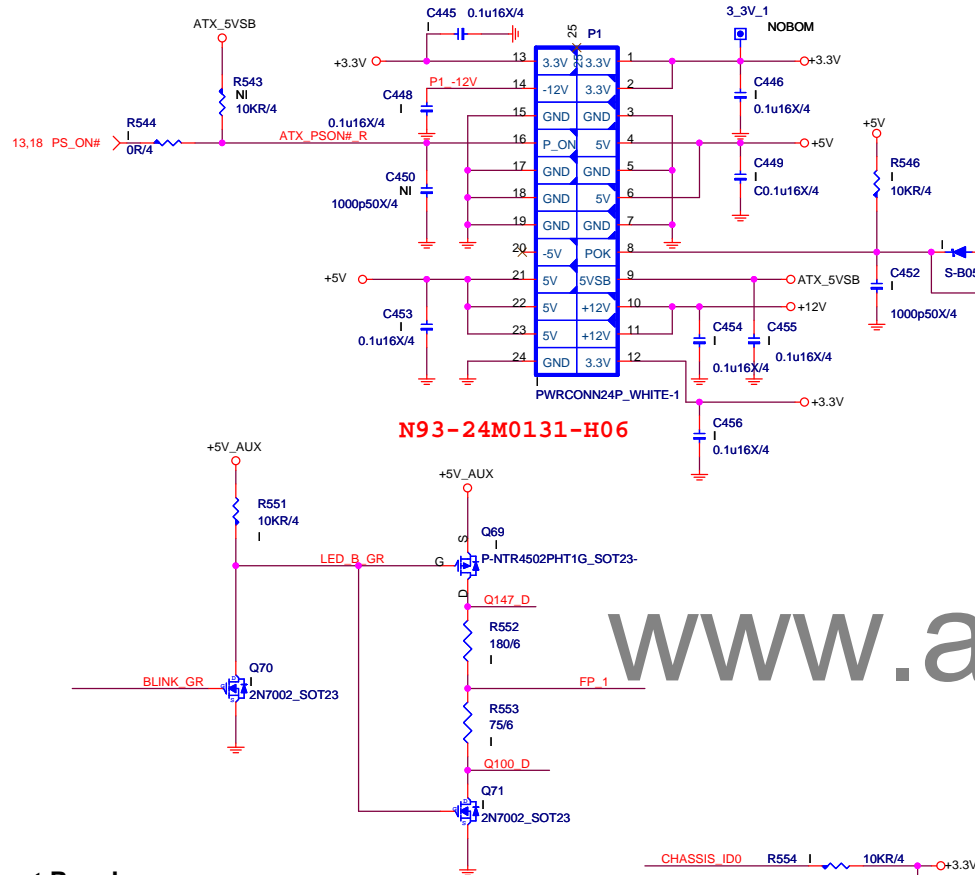 ATX_5VSB
C445 0.1u16X/4
I
25
P1
3_3V_1
NOBOM
+3.3V
13 3.3V 25 3.3V 1
+3.3V
R543
NI
10KR/4
P1_-12V
14 -12V 3.3V 2
C448
I
0.1u16X/4
C446
I
0.1u16X/4
15 GND GND 3
R544
I
0R/4
13,18 PS_ON#
ATX_PSON#_R
16 P_ON 5V 4
+5V
+5V
17 GND GND 5
C450
NI
1000p50X/4
C449
I
C0.1u16X/4
R546
I
10KR/4
18 GND 5V 6
19 GND GND 7
20 -5V POK 8
I
S-B05
+5V
21 5V 5VSB 9
ATX_5VSB
C452
I
1000p50X/4
22 5V +12V 10
+12V
C453
I
0.1u16X/4
23 5V +12V 11
C454
I
0.1u16X/4
C455
I
0.1u16X/4
24 GND 3.3V 12
I
PWRCONN24P_WHITE-1
+3.3V
N93-24M0131-H06
C456
I
0.1u16X/4
+5V_AUX
+5V_AUX
R551
10KR/4
I
Q69
I
S
P-NTR4502PHT1G_SOT23-
LED_B_GR
G
D
Q147_D
R552
180/6
I
www.a
Q70
I
2N7002_SOT23
BLINK_GR
FP_1
R553
75/6
I
Q100_D
Q71
I
2N7002_SOT23
CHASSIS_ID0 R554 I 10KR/4 +3.3V